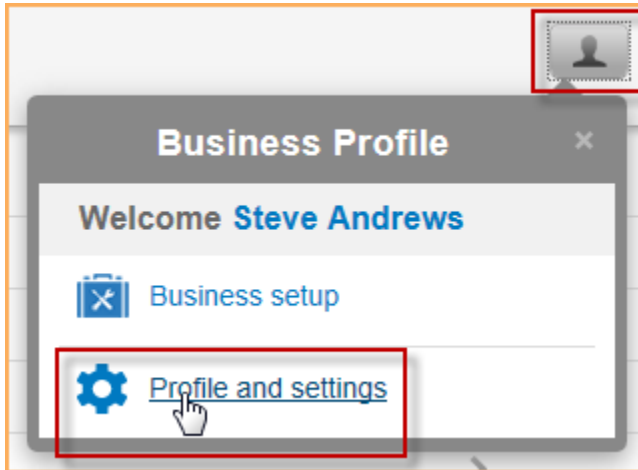 Business Profile
Welcome Steve Andrews
Business setup
Profile and settings